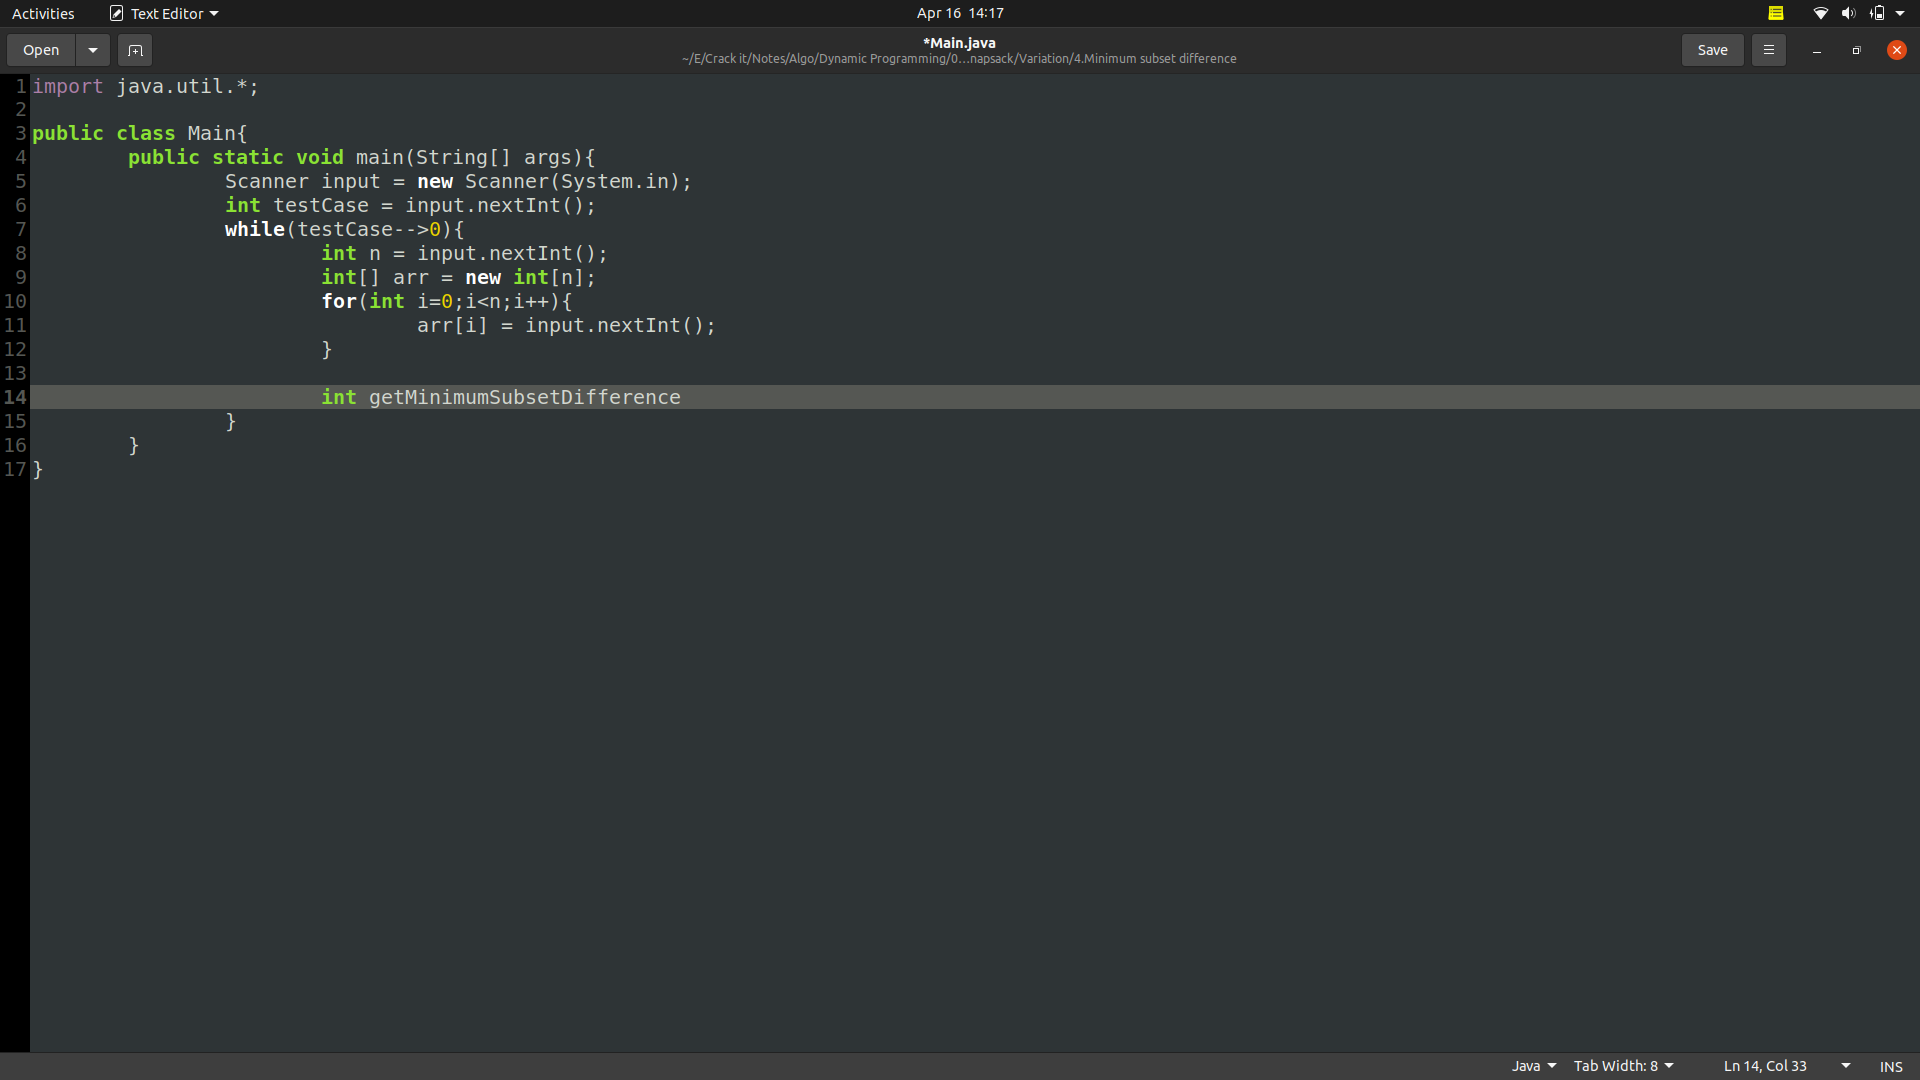 Activities Text Editor Apr 16 14:17
Open *Main.java Save
~/E/Crack it/Notes/Algo/Dynamic Programming/0...napsack/Variation/4.Minimum subset difference
1 import java.util.*;
2
3 public class Main{
4 public static void main(String[] args){
5 Scanner input = new Scanner(System.in);
6 int testCase = input.nextInt();
7 while(testCase-->0){
8 int n = input.nextInt();
9 int[] arr = new int[n];
10 for(int i=0;i<n;i++){
11 arr[i] = input.nextInt();
12 }
13
14 int getMinimumSubsetDifference
15 }
16 }
17 }
Java Tab Width: 8 Ln 14, Col 33 INS